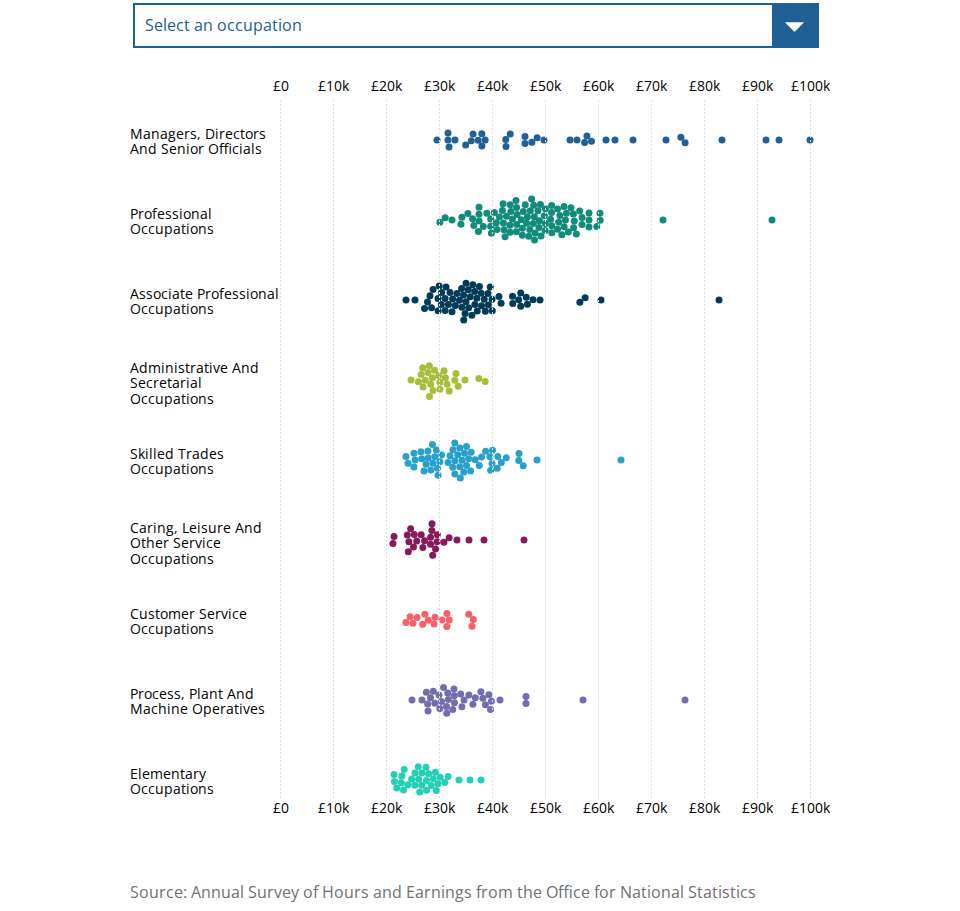 Select an occupation
£0 £10k £20k £30k £40k £50k £60k £70k £80k £90k £100k
Managers, Directors
And Senior Officials
Professional
Occupations
Associate Professional
Occupations
Administrative And
Secretarial
Occupations
Skilled Trades
Occupations
Caring, Leisure And
Other Service
Occupations
Customer Service
Occupations
Process, Plant And
Machine Operatives
Elementary
Occupations
£0 £10k £20k £30k £40k £50k £60k £70k £80k £90k £100k
Source: Annual Survey of Hours and Earnings from the Office for National Statistics